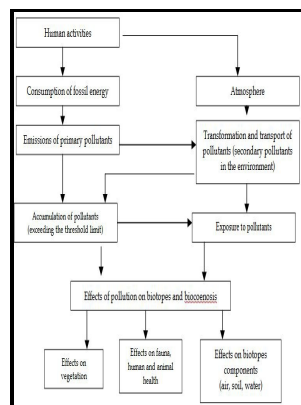 Human activities
Consumption of fossil energy
Atmosphere
Emissions of primary pollutants
Transformation and transport of
pollutants (secondary pollutants
in the environment)
Accumulation of pollutants
(exceeding the threshold limit)
Exposure to pollutants
Effects of pollution on biotopes and biocoenosis
Effects on
vegetation
Effects on fauna,
human and animal
health
Effects on biotopes
components
(air, soil, water)